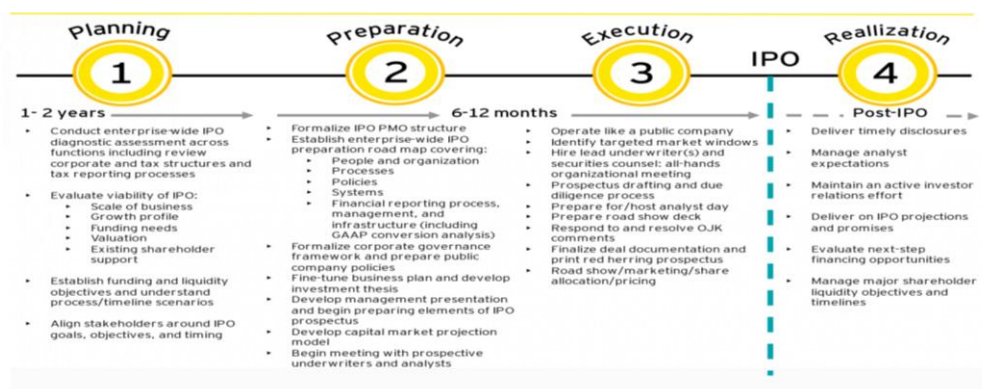 Planning
1
Preparation
2
Execution
3
IPO
Reallization
4
1- 2 years
6-12 months
Post-IPO
‣ Conduct enterprise-wide IPO
diagnostic assessment across
functions including review
corporate and tax structures and
tax reporting processes
‣ Evaluate viability of IPO:
‣ Scale of business
‣ Growth profile
‣ Funding needs
‣ Valuation
‣ Existing shareholder
support
‣ Establish funding and liquidity
objectives and understand
process/timeline scenarios
‣ Align stakeholders around IPO
goals, objectives, and timing
‣ Formalize IPO PMO structure
‣ Establish enterprise-wide IPO
preparation road map covering:
‣ People and organization
‣ Processes
‣ Policies
‣ Systems
‣ Financial reporting process,
management, and
infrastructure (including
GAAP conversion analysis)
‣ Formalize corporate governance
framework and prepare public
company policies
‣ Fine-tune business plan and develop
investment thesis
‣ Develop management presentation
and begin preparing elements of IPO
prospectus
‣ Develop capital market projection
model
‣ Begin meeting with prospective
underwriters and analysts
‣ Operate like a public company
‣ Identify targeted market windows
‣ Hire lead underwriter(s) and
securities counsel: all-hands
organizational meeting
‣ Prospectus drafting and due
diligence process
‣ Prepare for/host analyst day
‣ Prepare road show deck
‣ Respond to and resolve OJK
comments
‣ Finalize deal documentation and
print red herring prospectus
‣ Road show/marketing/share
allocation/pricing
‣ Deliver timely disclosures
‣ Manage analyst
expectations
‣ Maintain an active investor
relations effort
‣ Deliver on IPO projections
and promises
‣ Evaluate next-step
financing opportunities
‣ Manage major shareholder
liquidity objectives and
timelines